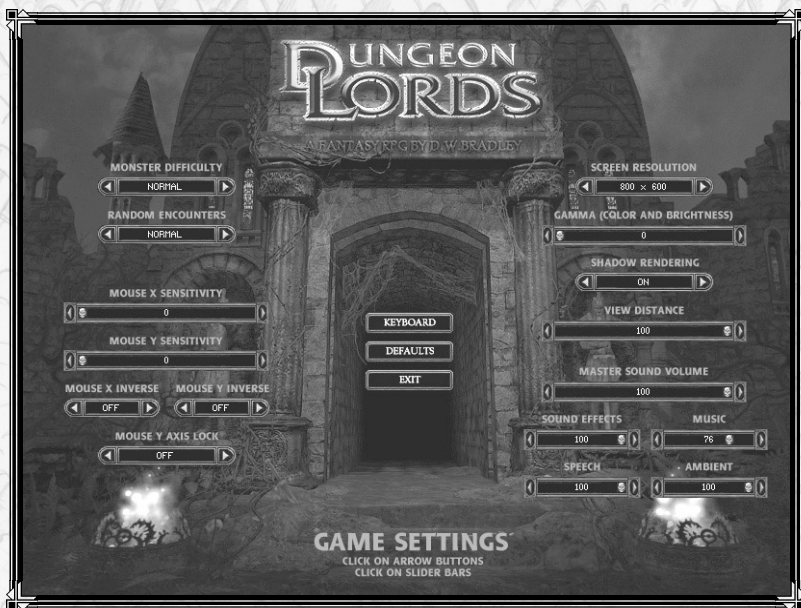 DUNGEON
LORDS
A FANTASY RPG BY D.W. BRADLEY
MONSTER DIFFICULTY
NORMAL
RANDOM ENCOUNTERS
NORMAL
MOUSE X SENSITIVITY
0
MOUSE Y SENSITIVITY
0
MOUSE X INVERSE MOUSE Y INVERSE
OFF OFF
MOUSE Y AXIS LOCK
OFF
KEYBOARD
DEFAULTS
EXIT
SCREEN RESOLUTION
800 x 600
GAMMA (COLOR AND BRIGHTNESS)
0
SHADOW RENDERING
ON
VIEW DISTANCE
100
MASTER SOUND VOLUME
100
SOUND EFFECTS MUSIC
100 76
SPEECH AMBIENT
100 100
GAME SETTINGS
CLICK ON ARROW BUTTONS
CLICK ON SLIDER BARS